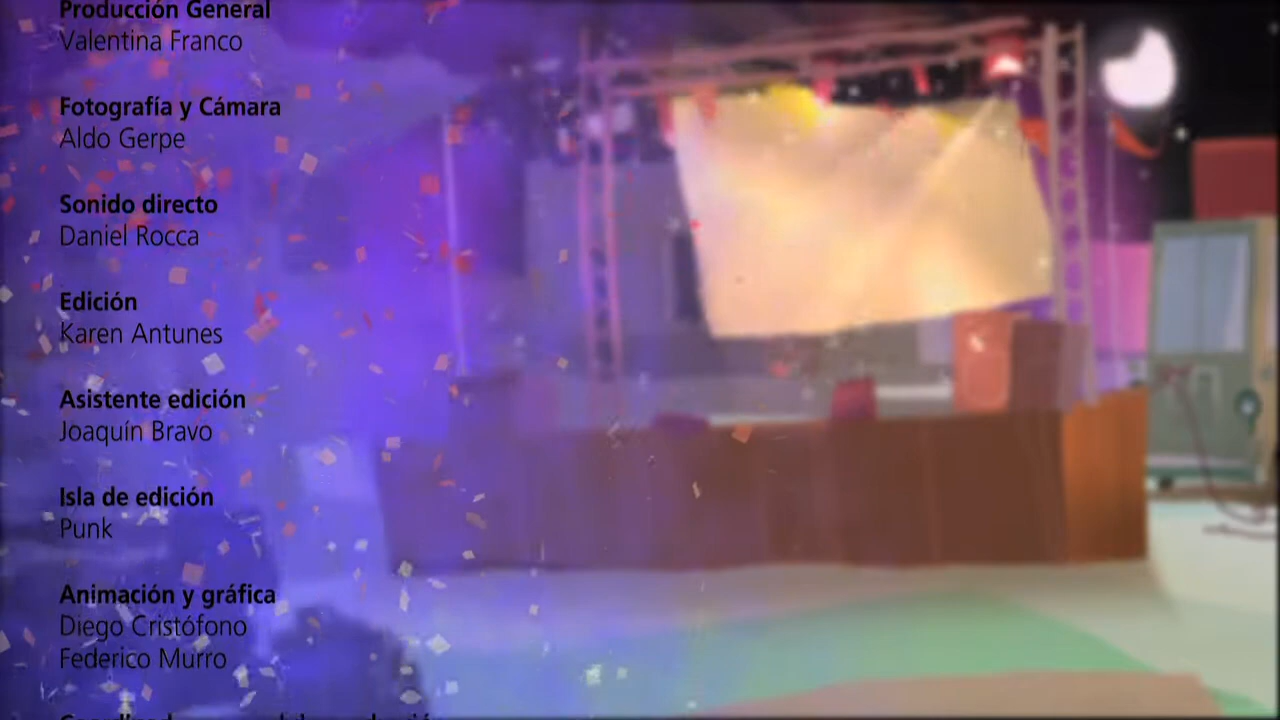 Producción General
Valentina Franco
Fotografía y Cámara
Aldo Gerpe
Sonido directo
Daniel Rocca
Edición
Karen Antunes
Asistente edición
Joaquín Bravo
Isla de edición
Punk
Animación y gráfica
Diego Cristófono
Federico Murro